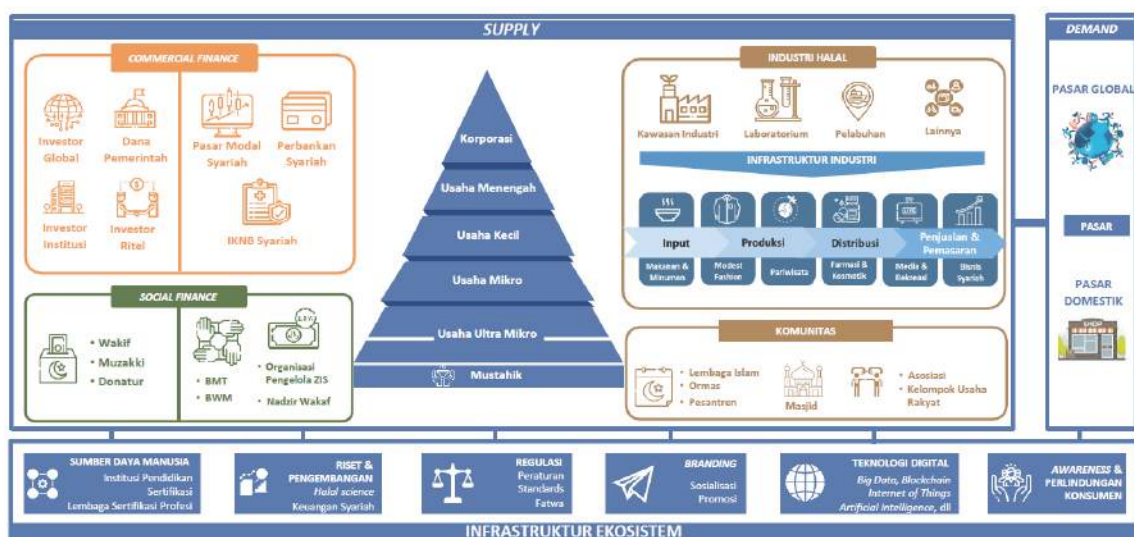 SUPPLY
COMMERCIAL FINANCE
Investor
Global
Dana
Pemerintah
Pasar Modal
Syariah
Perbankan
Syariah
Investor
Institusi
Investor
Ritel
IKNB Syariah
SOCIAL FINANCE
• Wakif
• Muzakki
• Donatur
• BMT
• BWM
• Organisasi
Pengelola ZIS
• Nadzir Wakaf
Korporasi
Usaha Menengah
Usaha Kecil
Usaha Mikro
Usaha Ultra Mikro
Mustahik
INDUSTRI HALAL
Kawasan Industri
Laboratorium
Pelabuhan
Lainnya
INFRASTRUKTUR INDUSTRI
Input
Produksi
Distribusi
Penjualan &
Pemasaran
Makanan &
Minuman
Modest
Fashion
Pariwisata
Farmasi &
Kosmetik
Media &
Rekreasi
Bisnis
Syariah
KOMUNITAS
• Lembaga Islam
• Ormas
• Pesantren
Masjid
• Asosiasi
• Kelompok Usaha
Rakyat
DEMAND
PASAR GLOBAL
PASAR
PASAR
DOMESTIK
SHOP
SUMBER DAYA MANUSIA
Institusi Pendidikan
Sertifikasi
Lembaga Sertifikasi Profesi
RISET &
PENGEMBANGAN
Halal science
Keuangan Syariah
REGULASI
Peraturan
Standards
Fatwa
BRANDING
Sosialisasi
Promosi
TEKNOLOGI DIGITAL
Big Data, Blockchain
Internet of Things
Artificial Intelligence, dll
AWARENESS &
PERLINDUNGAN
KONSUMEN
INFRASTRUKTUR EKOSISTEM